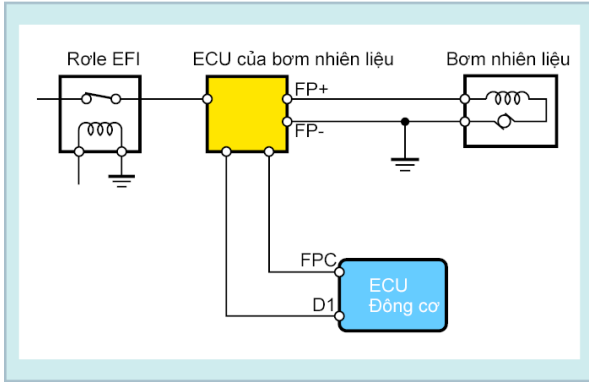 Rơle EFI
ECU của bơm nhiên liệu
Bơm nhiên liệu
FP+
FP-
FPC
D1
ECU
Đông cơ